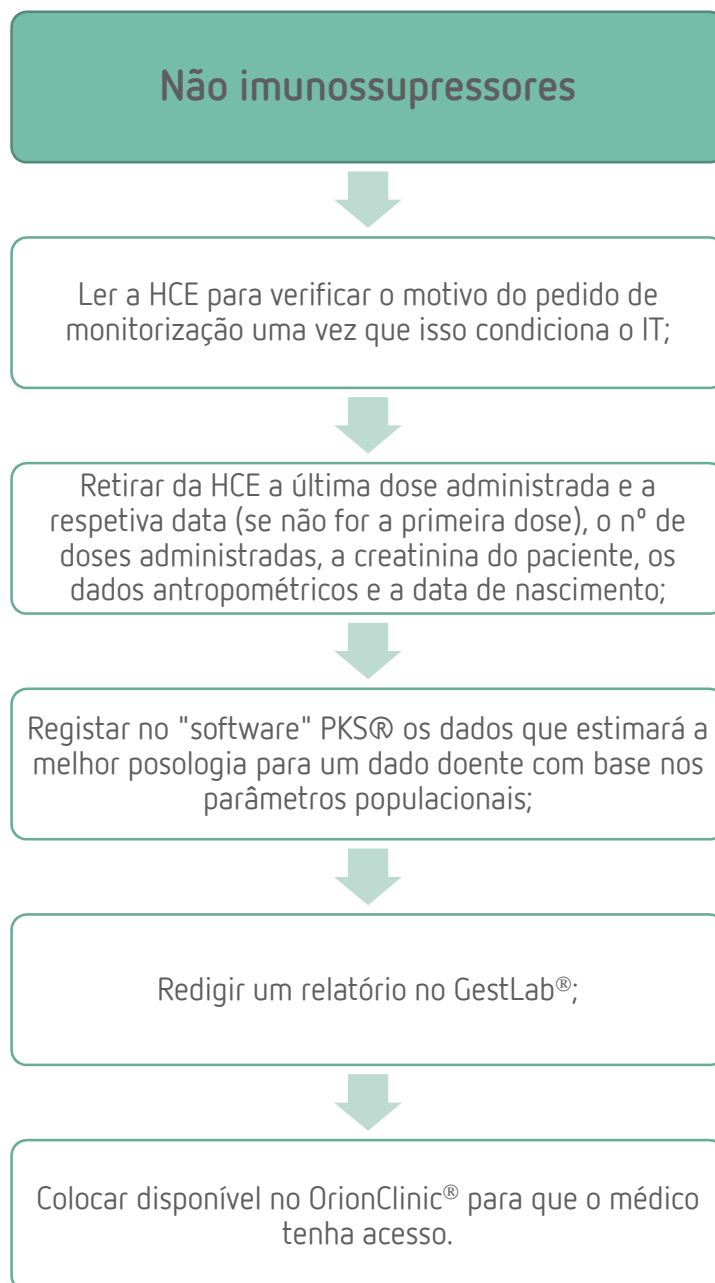 Não imunossupressores
Ler a HCE para verificar o motivo do pedido de
monitorização uma vez que isso condiciona o IT;
Retirar da HCE a última dose administrada e a
respetiva data (se não for a primeira dose), o nº de
doses administradas, a creatinina do paciente, os
dados antropométricos e a data de nascimento;
Registar no "software" PKS® os dados que estimará a
melhor posologia para um dado doente com base nos
parâmetros populacionais;
Redigir um relatório no GestLab®;
Colocar disponível no OrionClinic® para que o médico
tenha acesso.